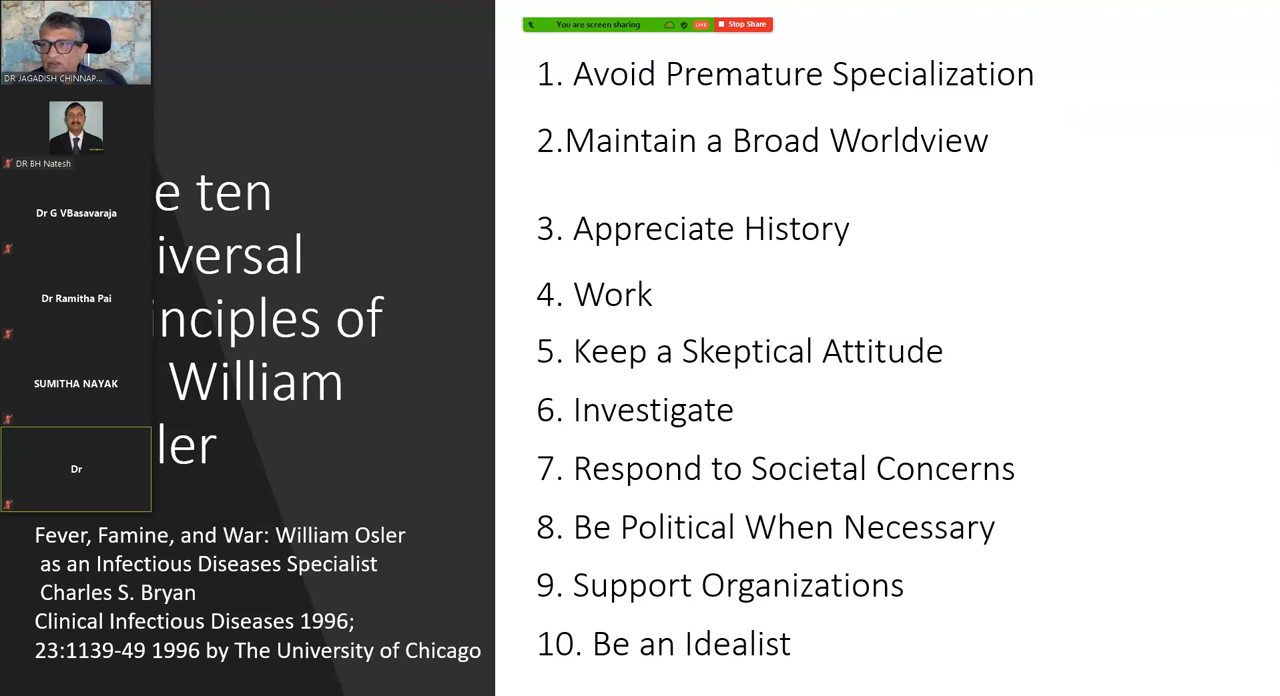 You are screen sharing
LIVE
Stop Share
DR JAGADISH CHINNAP...
DR BH Natesh
Dr G VBasavaraja
Dr Ramitha Pai
SUMITHA NAYAK
Dr
e ten
iversal
inciples of
William
ler
Fever, Famine, and War: William Osler
as an Infectious Diseases Specialist
Charles S. Bryan
Clinical Infectious Diseases 1996;
23:1139-49 1996 by The University of Chicago
1. Avoid Premature Specialization
2.Maintain a Broad Worldview
3. Appreciate History
4. Work
5. Keep a Skeptical Attitude
6. Investigate
7. Respond to Societal Concerns
8. Be Political When Necessary
9. Support Organizations
10. Be an Idealist